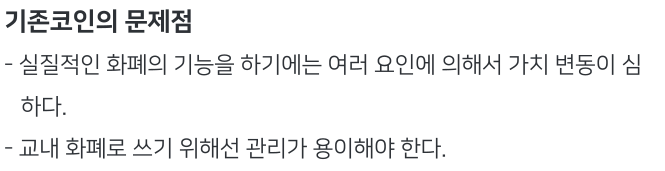 기존코인의 문제점
- 실질적인 화폐의 기능을 하기에는 여러 요인에 의해서 가치 변동이 심
하다.
- 교내 화폐로 쓰기 위해선 관리가 용이해야 한다.